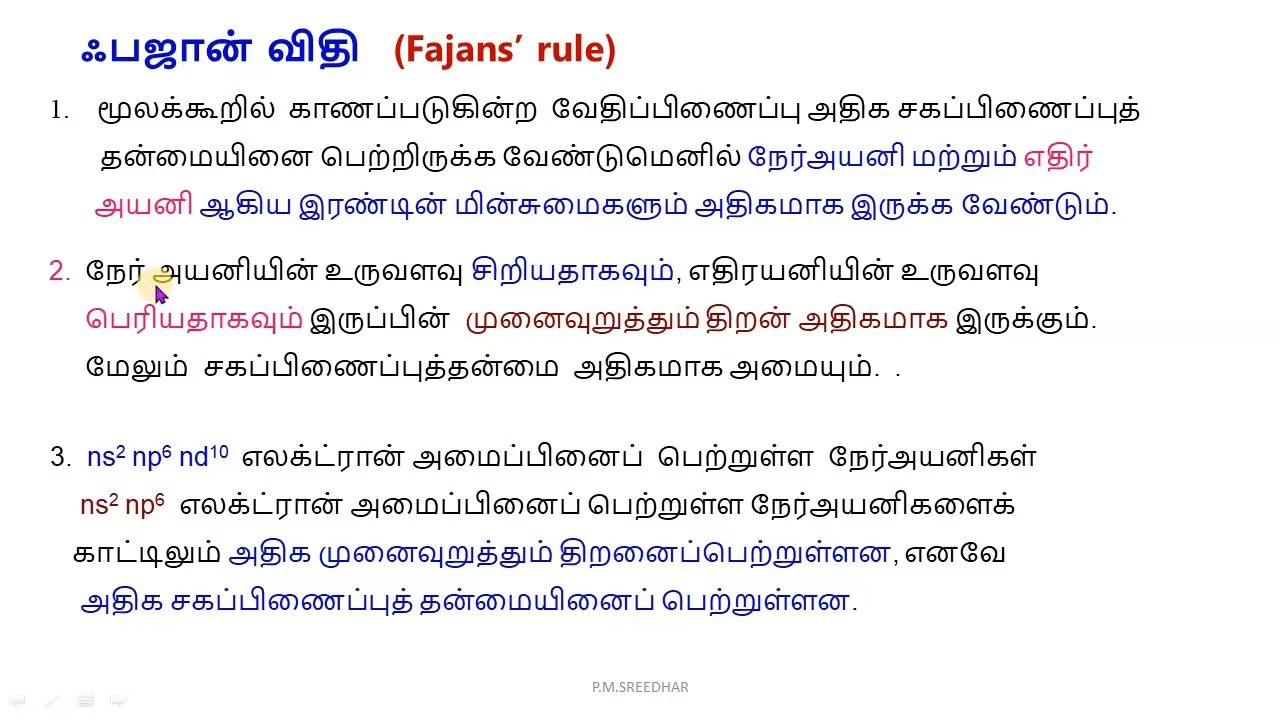 ஃபஜான் விதி (Fajans’ rule)
1. மூலக்கூறில் காணப்படுகின்ற வேதிப்பிணைப்பு அதிக சகப்பிணைப்புத்
தன்மையினை பெற்றிருக்க வேண்டுமெனில் நேர்அயனி மற்றும் எதிர்
அயனி ஆகிய இரண்டின் மின்சுமைகளும் அதிகமாக இருக்க வேண்டும்.
2. நேர் அயனியின் உருவளவு சிறியதாகவும், எதிரயனியின் உருவளவு
பெரியதாகவும் இருப்பின் முனைவுறுத்தும் திறன் அதிகமாக இருக்கும்.
மேலும் சகப்பிணைப்புத்தன்மை அதிகமாக அமையும். .
3. ns² np⁶ nd¹⁰ எலக்ட்ரான் அமைப்பினைப் பெற்றுள்ள நேர்அயனிகள்
ns² np⁶ எலக்ட்ரான் அமைப்பினைப் பெற்றுள்ள நேர்அயனிகளைக்
காட்டிலும் அதிக முனைவுறுத்தும் திறனைப்பெற்றுள்ளன, எனவே
அதிக சகப்பிணைப்புத் தன்மையினைப் பெற்றுள்ளன.
P.M.SREEDHAR